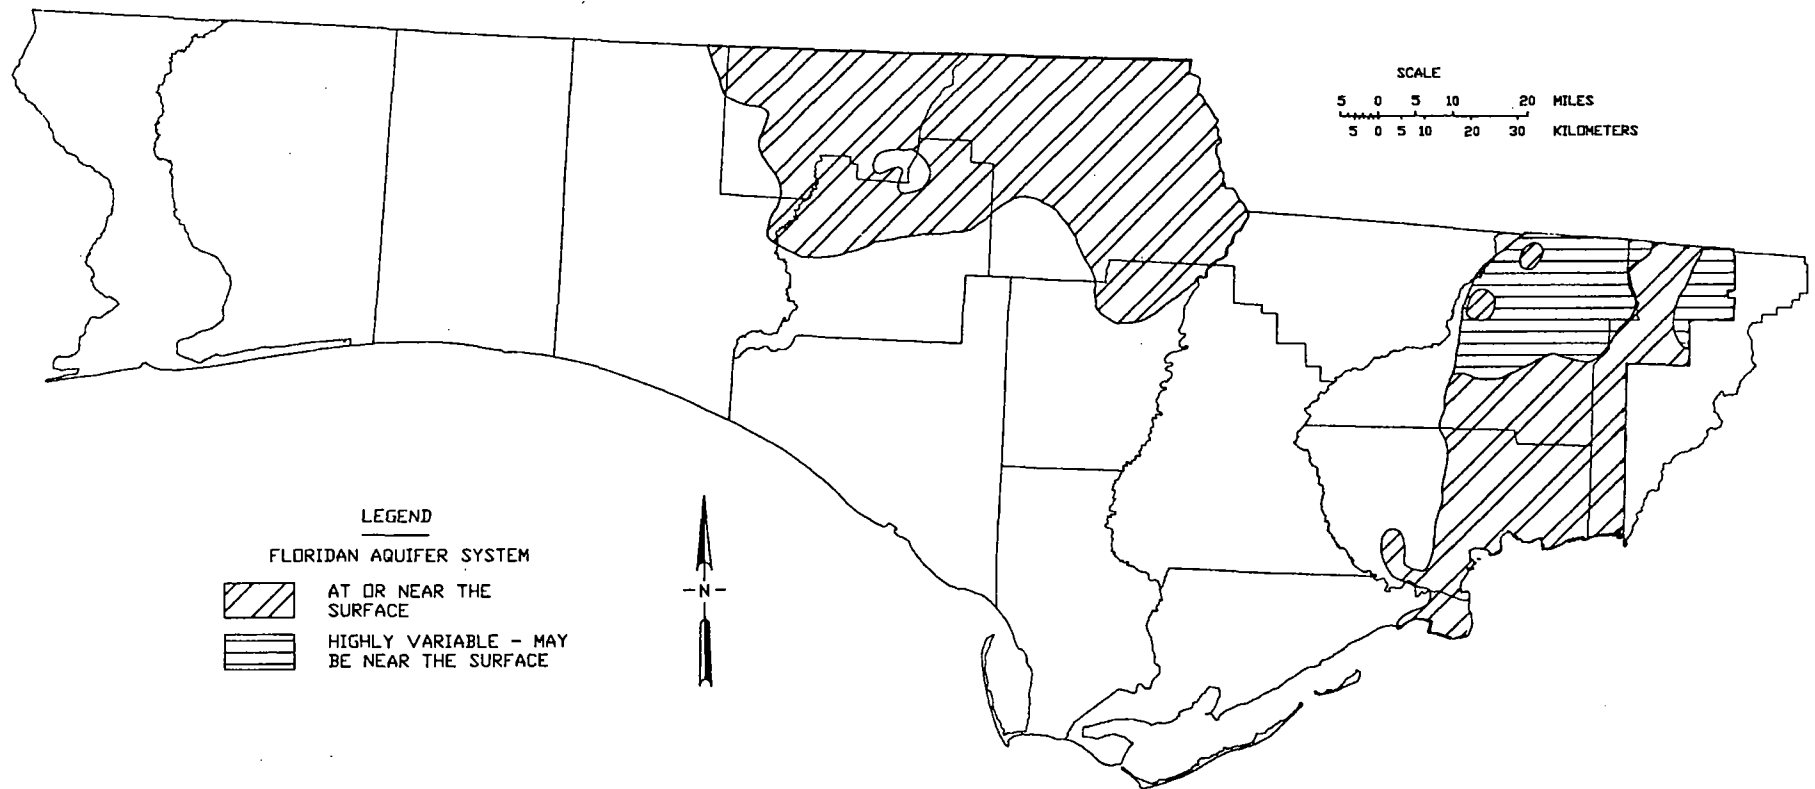 SCALE
5 0 5 10 20 MILES
5 0 5 10 20 30 KILOMETERS
LEGEND
FLORIDAN AQUIFER SYSTEM
AT OR NEAR THE
SURFACE
HIGHLY VARIABLE - MAY
BE NEAR THE SURFACE
-N-